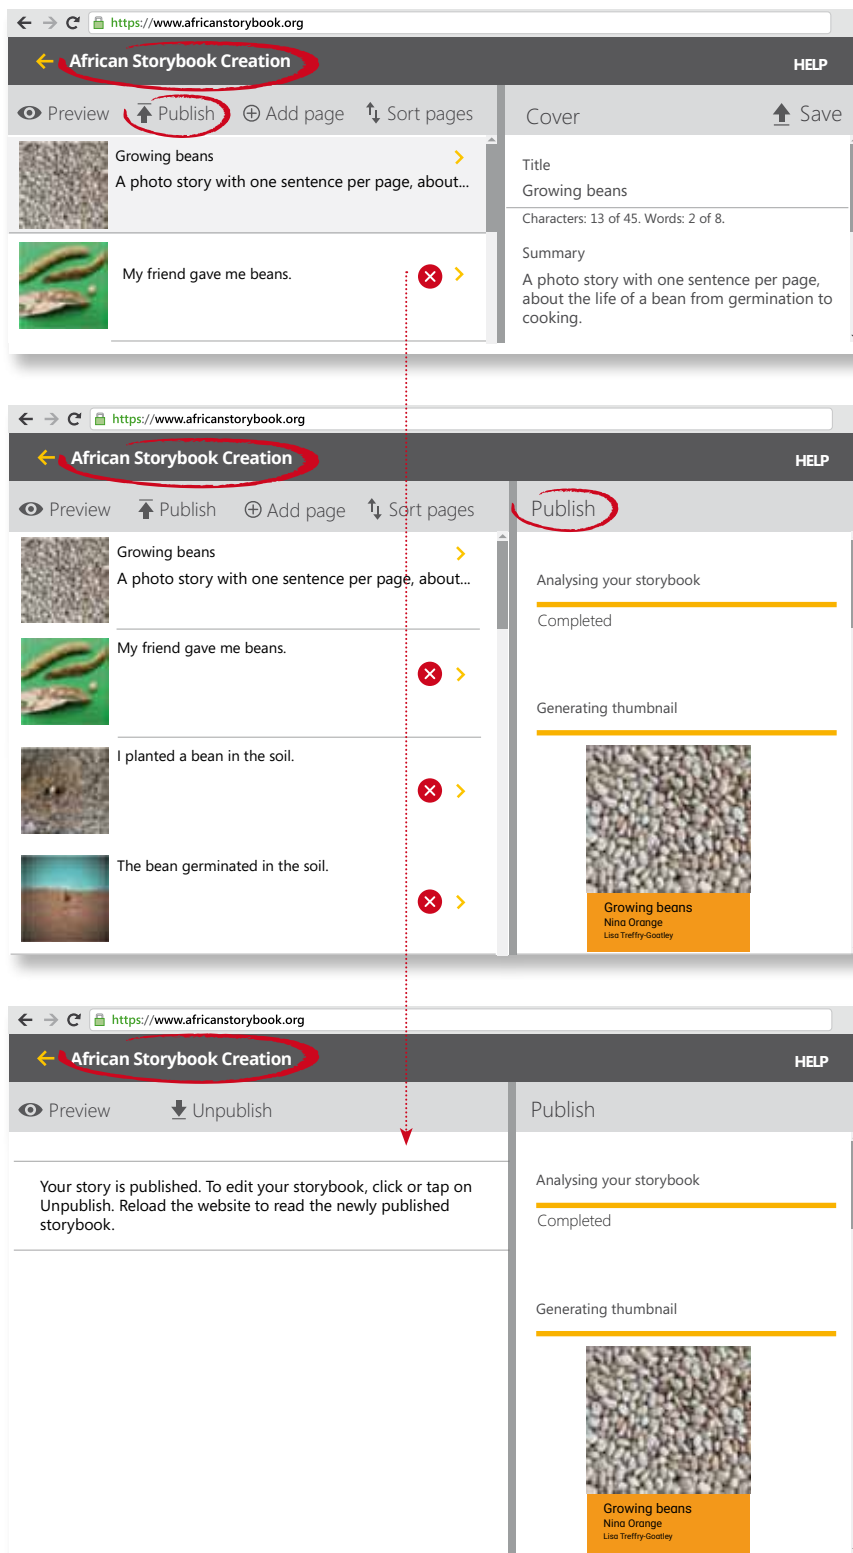 https://www.africanstorybook.org
African Storybook Creation
HELP
Preview Publish Add page Sort pages
Cover
Save
Growing beans
A photo story with one sentence per page, about...
My friend gave me beans.
Title
Growing beans
Characters: 13 of 45. Words: 2 of 8.
Summary
A photo story with one sentence per page,
about the life of a bean from germination to
cooking.
https://www.africanstorybook.org
African Storybook Creation
HELP
Preview Publish Add page Sort pages
Publish
Growing beans
A photo story with one sentence per page, about...
My friend gave me beans.
I planted a bean in the soil.
The bean germinated in the soil.
Analysing your storybook
Completed
Generating thumbnail
Growing beans
Nina Orange
Lisa Treffry-Goatley
https://www.africanstorybook.org
African Storybook Creation
HELP
Preview Unpublish
Publish
Your story is published. To edit your storybook, click or tap on
Unpublish. Reload the website to read the newly published
storybook.
Analysing your storybook
Completed
Generating thumbnail
Growing beans
Nina Orange
Lisa Treffry-Goatley